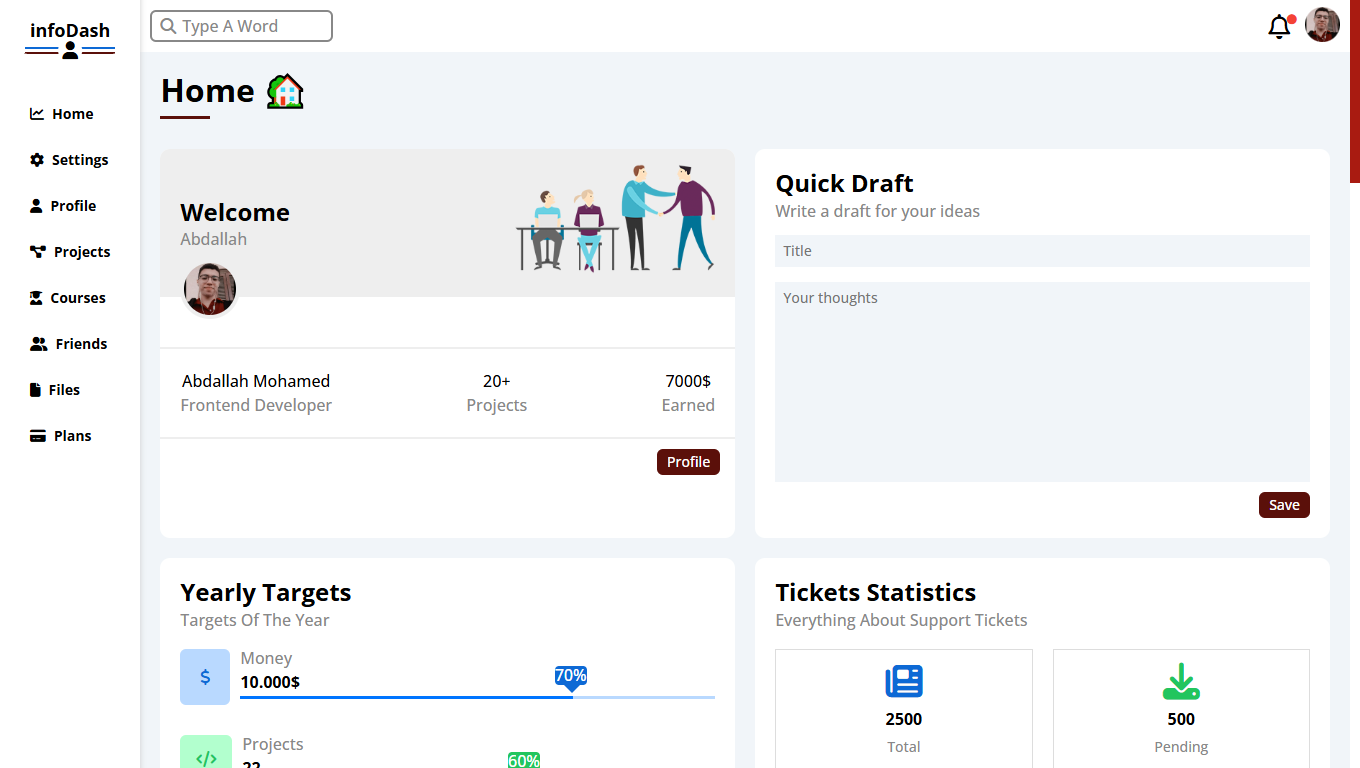 infoDash
Type A Word
Home
Settings
Profile
Projects
Courses
Friends
Files
Plans
Home
Welcome
Abdallah
Abdallah Mohamed
Frontend Developer
20+
Projects
7000$
Earned
Profile
Quick Draft
Write a draft for your ideas
Title
Your thoughts
Save
Yearly Targets
Targets Of The Year
$
Money
10.000$
70%
</>
Projects
22
60%
Tickets Statistics
Everything About Support Tickets
2500
Total
500
Pending